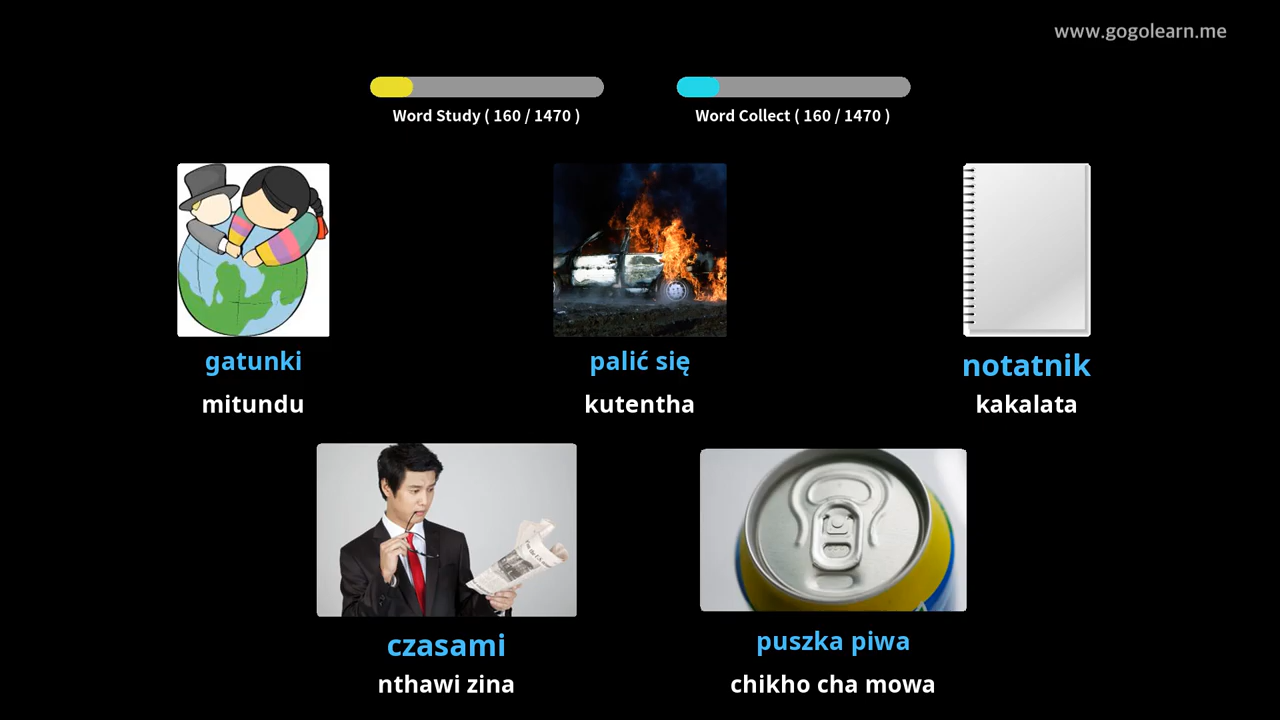 www.gogolearn.me
Word Study ( 160 / 1470 )
Word Collect ( 160 / 1470 )
gatunki
mitundu
palić się
kutentha
notatnik
kakalata
czasami
nthawi zina
puszka piwa
chikho cha mowa